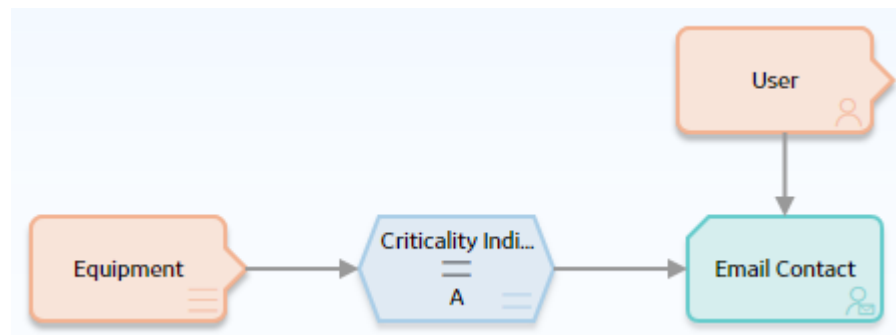 User
Equipment
Criticality Indi...
=
A
Email Contact